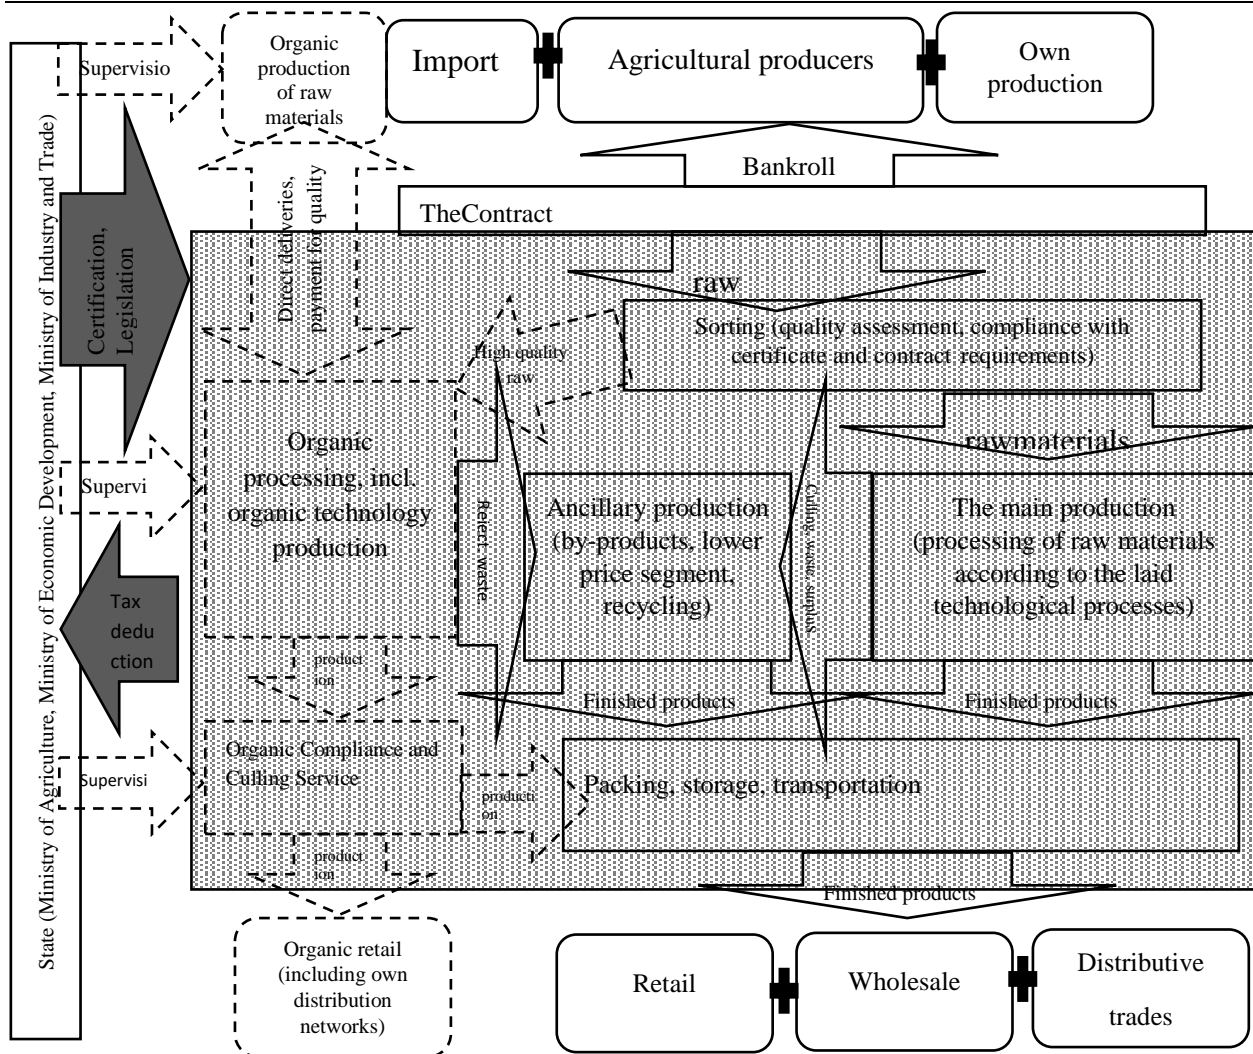 Supervisio
Organic
production
of raw
materials
Import
Agricultural producers
Own
production
State (Ministry of Agriculture, Ministry of Economic Development, Ministry of Industry and Trade)
Certification,
Legislation
Direct deliveries,
payment for quality
Bankroll
TheContract
raw
Sorting (quality assessment, compliance with
certificate and contract requirements)
High quality
raw
rawmaterials
Supervi
Organic
processing, incl.
organic technology
production
Reject waste
Ancillary production
(by-products, lower
price segment,
recycling)
Culling, waste, surplus
The main production
(processing of raw materials
according to the laid
technological processes)
Tax
dedu
ction
product
ion
Finished products
Finished products
Supervisi
Organic Compliance and
Culling Service
producti
on
Packing, storage, transportation
product
ion
Finished products
Organic retail
(including own
distribution
networks)
Retail
Wholesale
Distributive
trades